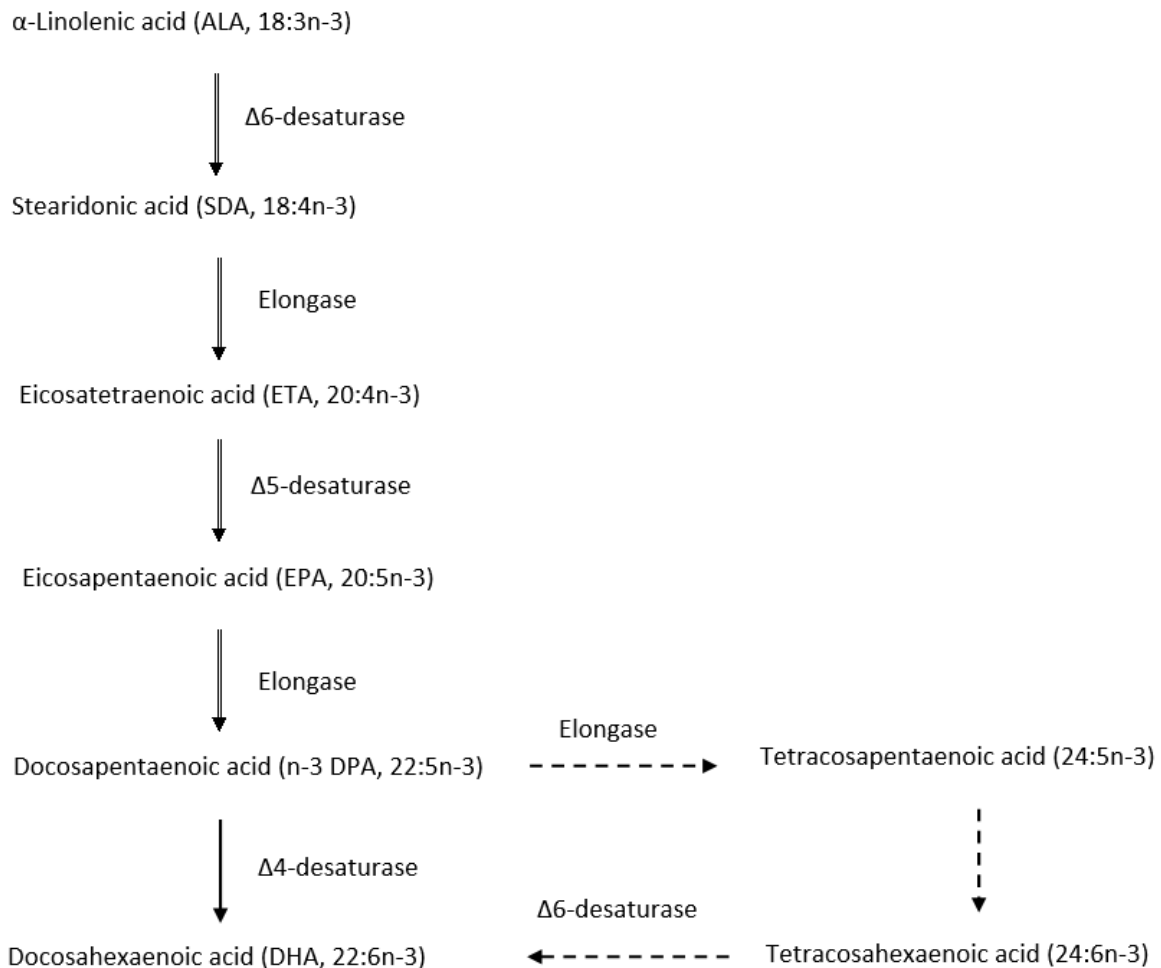 α-Linolenic acid (ALA, 18:3n-3)
Δ6-desaturase
Stearidonic acid (SDA, 18:4n-3)
Elongase
Eicosatetraenoic acid (ETA, 20:4n-3)
Δ5-desaturase
Eicosapentaenoic acid (EPA, 20:5n-3)
Elongase
Elongase
Docosapentaenoic acid (n-3 DPA, 22:5n-3)
Tetracosapentaenoic acid (24:5n-3)
Δ4-desaturase
Δ6-desaturase
Docosahexaenoic acid (DHA, 22:6n-3)
Tetracosahexaenoic acid (24:6n-3)